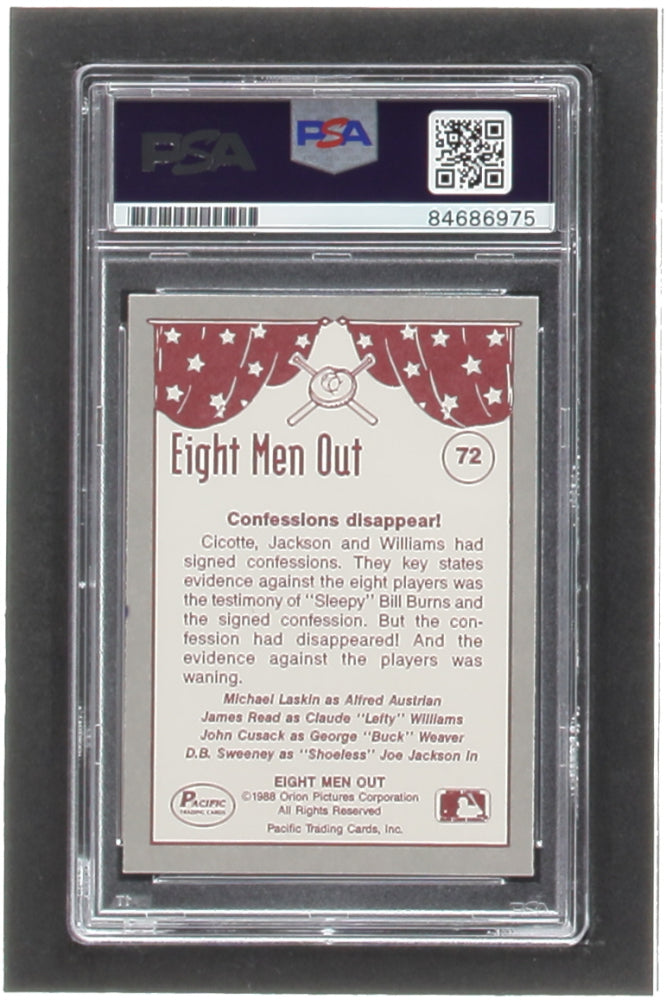 PSA
PSA
84686975
Eight Men Out
72
Confessions disappear!
Cicotte, Jackson and Williams had
signed confessions. They key states
evidence against the eight players was
the testimony of "Sleepy" Bill Burns and
the signed confession. But the con-
fession had disappeared! And the
evidence against the players was
waning.
Michael Laskin as Alfred Austrian
James Read as Claude "Lefty" Williams
John Cusack as George "Buck" Weaver
D.B. Sweeney as "Shoeless" Joe Jackson in
EIGHT MEN OUT
©1988 Orion Pictures Corporation
All Rights Reserved
Pacific Trading Cards, Inc.
PACIFIC
TRADING CARDS
PSA